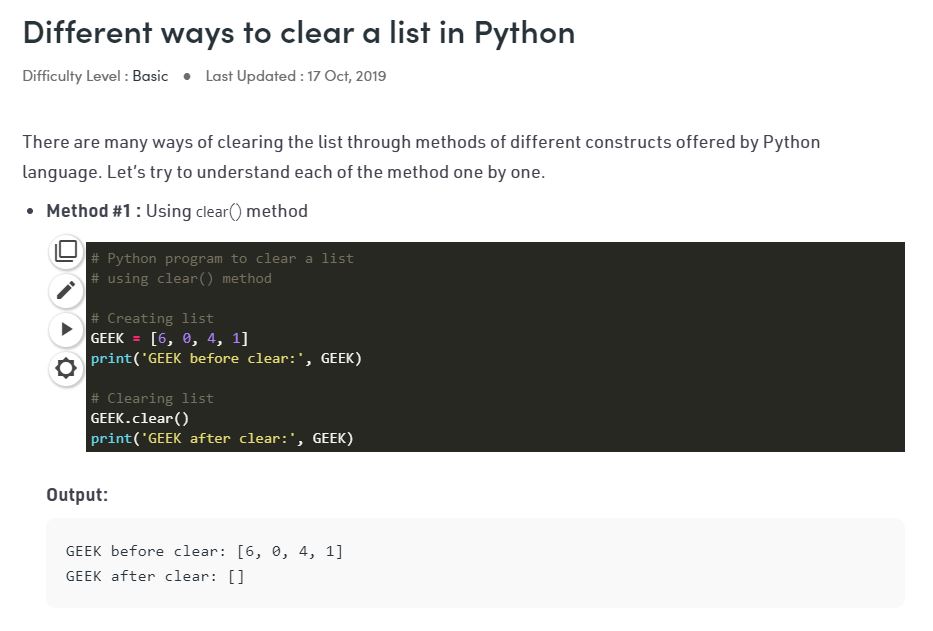 Different ways to clear a list in Python
Difficulty Level : Basic ● Last Updated : 17 Oct, 2019
There are many ways of clearing the list through methods of different constructs offered by Python
language. Let’s try to understand each of the method one by one.
• Method #1 : Using clear() method
# Python program to clear a list
# using clear() method
# Creating list
GEEK = [6, 0, 4, 1]
print('GEEK before clear:', GEEK)
# Clearing list
GEEK.clear()
print('GEEK after clear:', GEEK)
Output:
GEEK before clear: [6, 0, 4, 1]
GEEK after clear: []